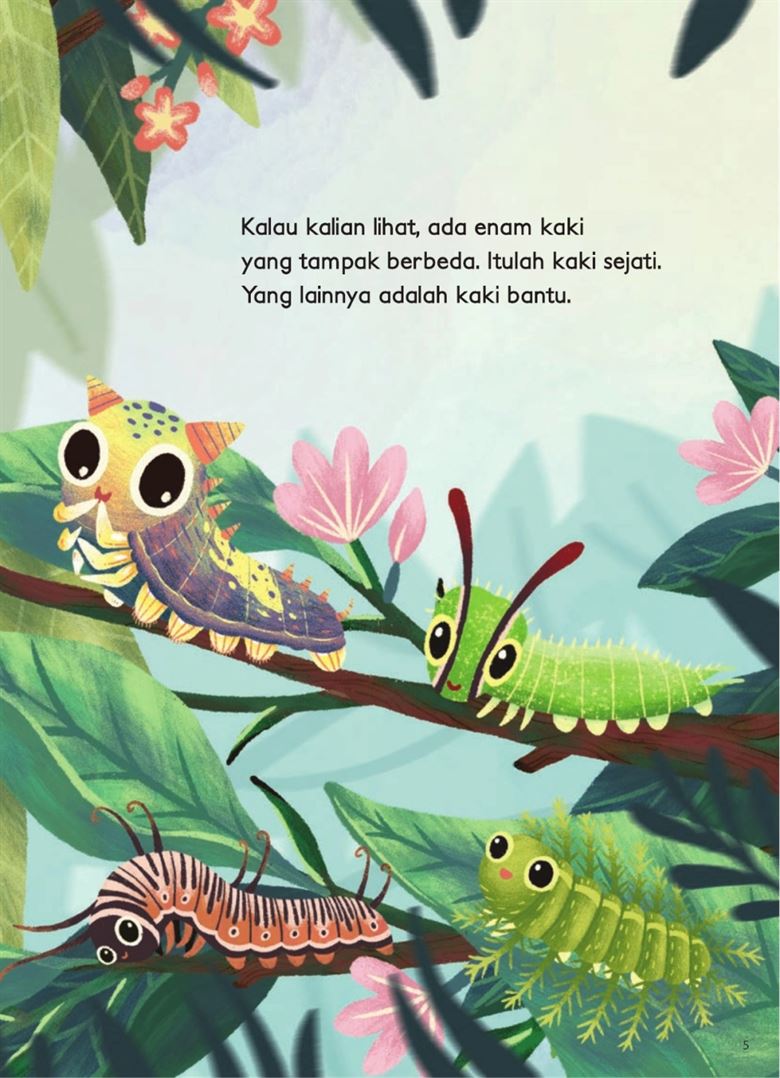 Kalau kalian lihat, ada enam kaki
yang tampak berbeda. Itulah kaki sejati.
Yang lainnya adalah kaki bantu.
5